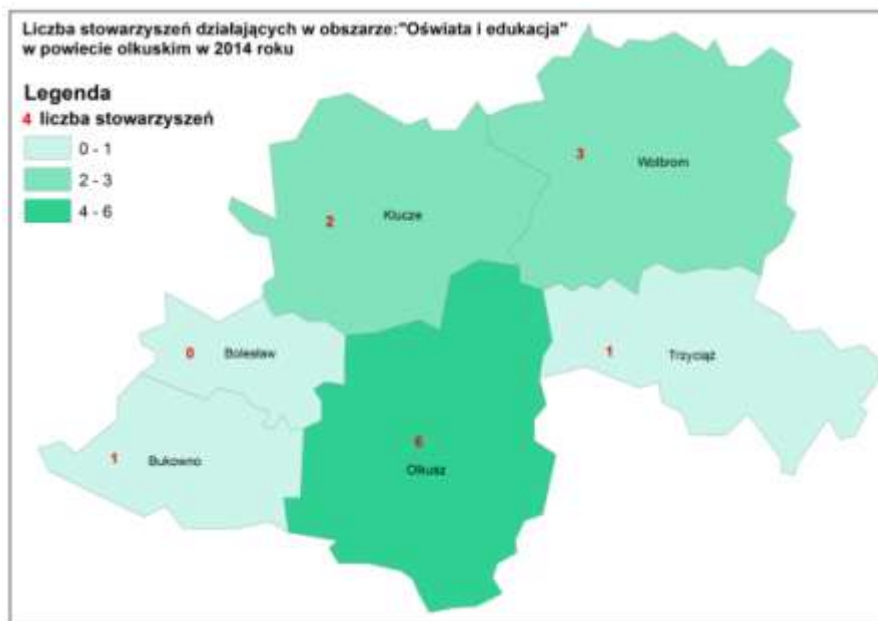 Liczba stowarzyszeń działających w obszarze:"Oświata i edukacja"
w powiecie olkuskim w 2014 roku
Legenda
4 liczba stowarzyszeń
0 - 1
2 - 3
4 - 6
3
Wolbrom
2
Klucze
0
Bolesław
1
Trzyciąż
1
Bukowno
6
Olkusz